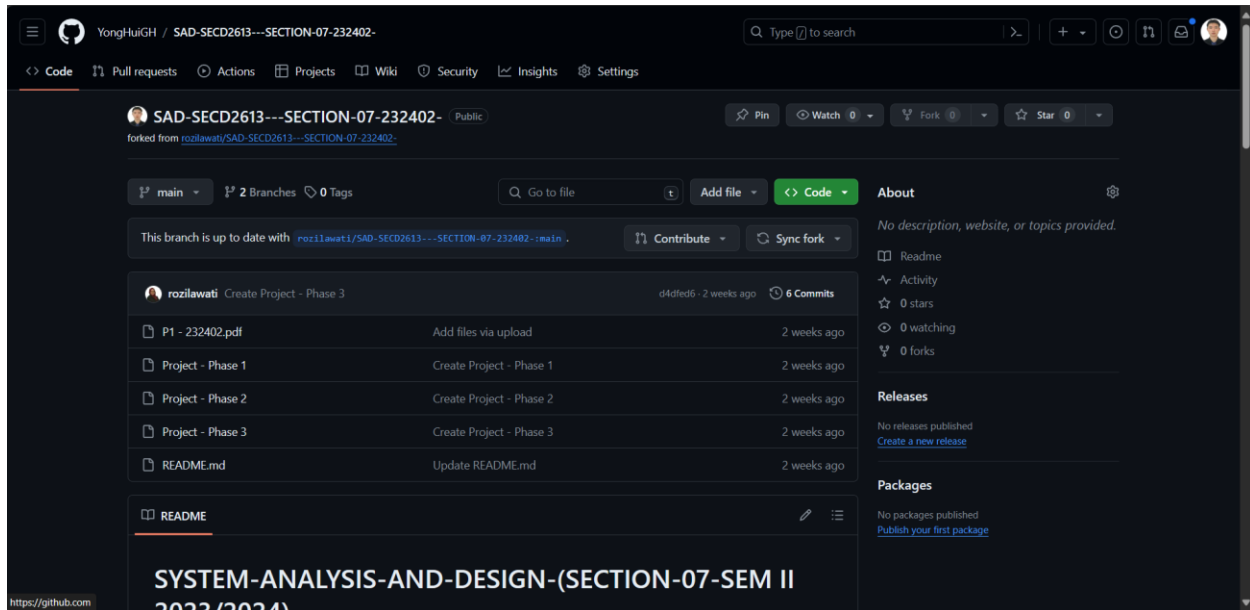 YongHuiGH / SAD-SECD2613---SECTION-07-232402-
Type / to search
Code Pull requests Actions Projects Wiki Security Insights Settings
SAD-SECD2613---SECTION-07-232402- Public
Pin Watch 0 Fork 0 Star 0
forked from rozilawati/SAD-SECD2613---SECTION-07-232402-
main 2 Branches 0 Tags Go to file t Add file Code
This branch is up to date with rozilawati/SAD-SECD2613---SECTION-07-232402-:main . Contribute Sync fork
rozilawati Create Project - Phase 3 d4dfed6 · 2 weeks ago 6 Commits
P1 - 232402.pdf Add files via upload 2 weeks ago
Project - Phase 1 Create Project - Phase 1 2 weeks ago
Project - Phase 2 Create Project - Phase 2 2 weeks ago
Project - Phase 3 Create Project - Phase 3 2 weeks ago
README.md Update README.md 2 weeks ago
README
SYSTEM-ANALYSIS-AND-DESIGN-(SECTION-07-SEM II
2023/2024)
About
No description, website, or topics provided.
Readme
Activity
0 stars
0 watching
0 forks
Releases
No releases published
Create a new release
Packages
No packages published
Publish your first package
https://github.com